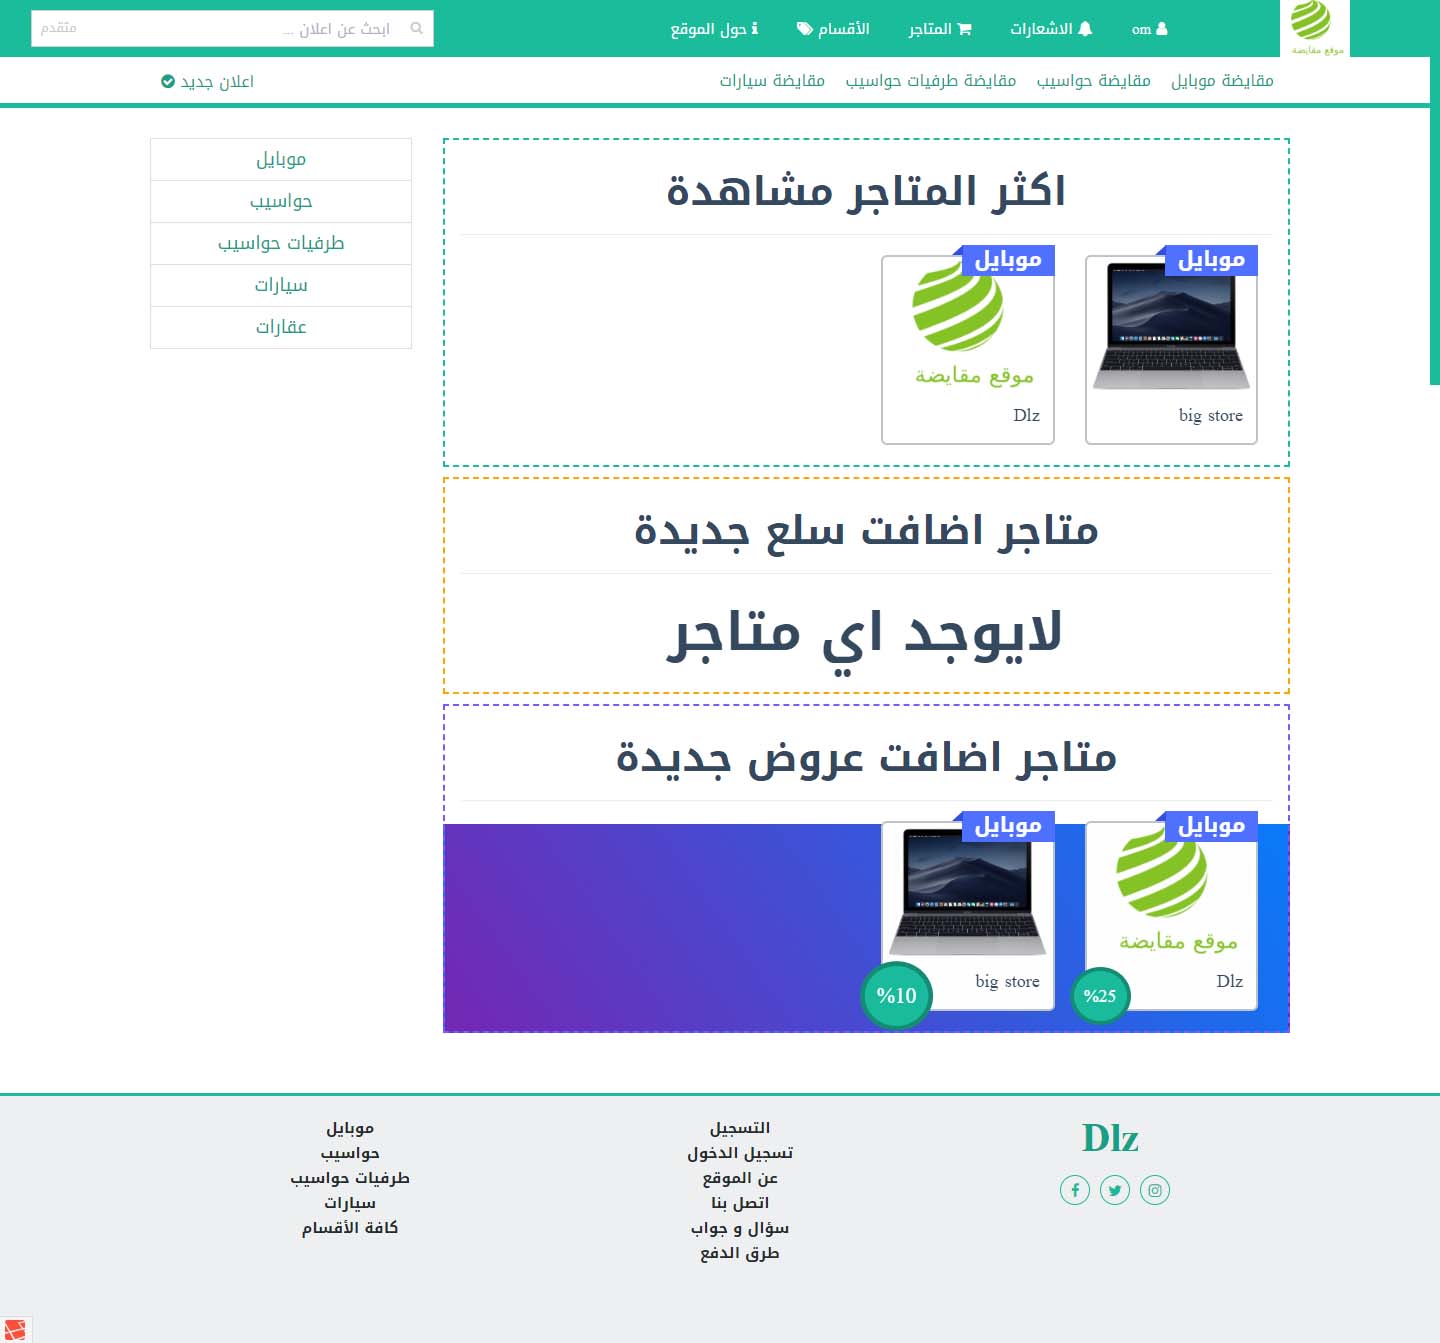 موقع مقايضة
om
الاشعارات
المتاجر
الأقسام
حول الموقع
ابحث عن اعلان ...
متقدم
مقايضة موبايل
مقايضة حواسيب
مقايضة طرفيات حواسيب
مقايضة سيارات
اعلان جديد
اكثر المتاجر مشاهدة
موبايل
big store
موبايل
موقع مقايضة
Dlz
متاجر اضافت سلع جديدة
لايوجد اي متاجر
متاجر اضافت عروض جديدة
موبايل
موقع مقايضة
Dlz
%25
موبايل
big store
%10
موبايل
حواسيب
طرفيات حواسيب
سيارات
عقارات
Dlz
التسجيل
تسجيل الدخول
عن الموقع
اتصل بنا
سؤال و جواب
طرق الدفع
موبايل
حواسيب
طرفيات حواسيب
سيارات
كافة الأقسام